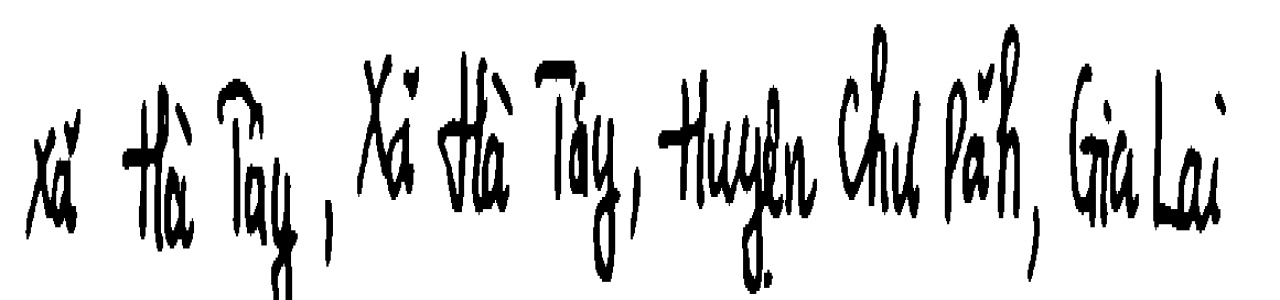 Xã Hà Tây, Xã Hà Tây, Huyện Chư Păh, Gia Lai